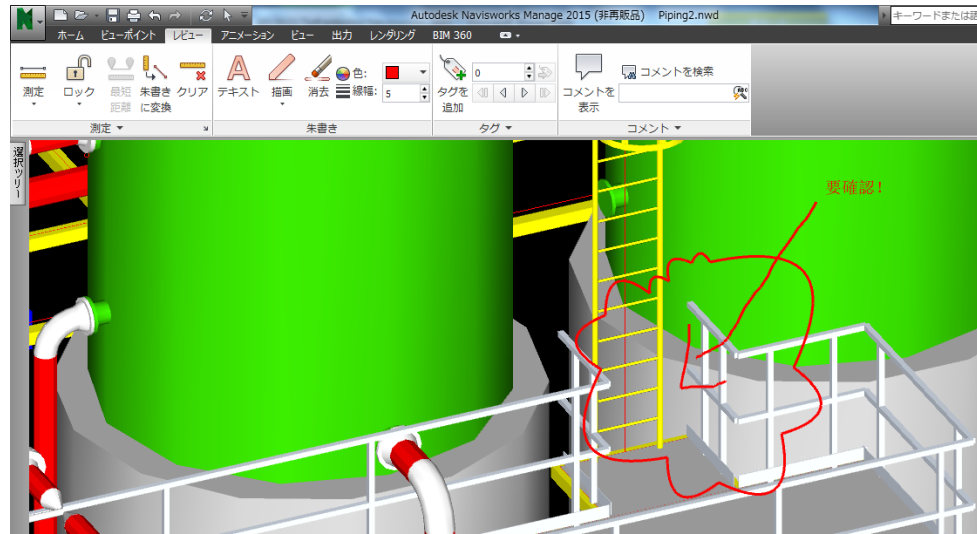 Autodesk Navisworks Manage 2015 (非再販品) Piping2.nwd
キーワードまたは語
ホーム ビューポイント レビュー アニメーション ビュー 出力 レンダリング BIM 360
測定 ロック 最短距離 朱書きに変換 クリア テキスト 描画 消去 色: 線幅: 5 タグを追加 0 コメントを表示 コメントを検索
測定 朱書き タグ コメント
選択ツリー
要確認!